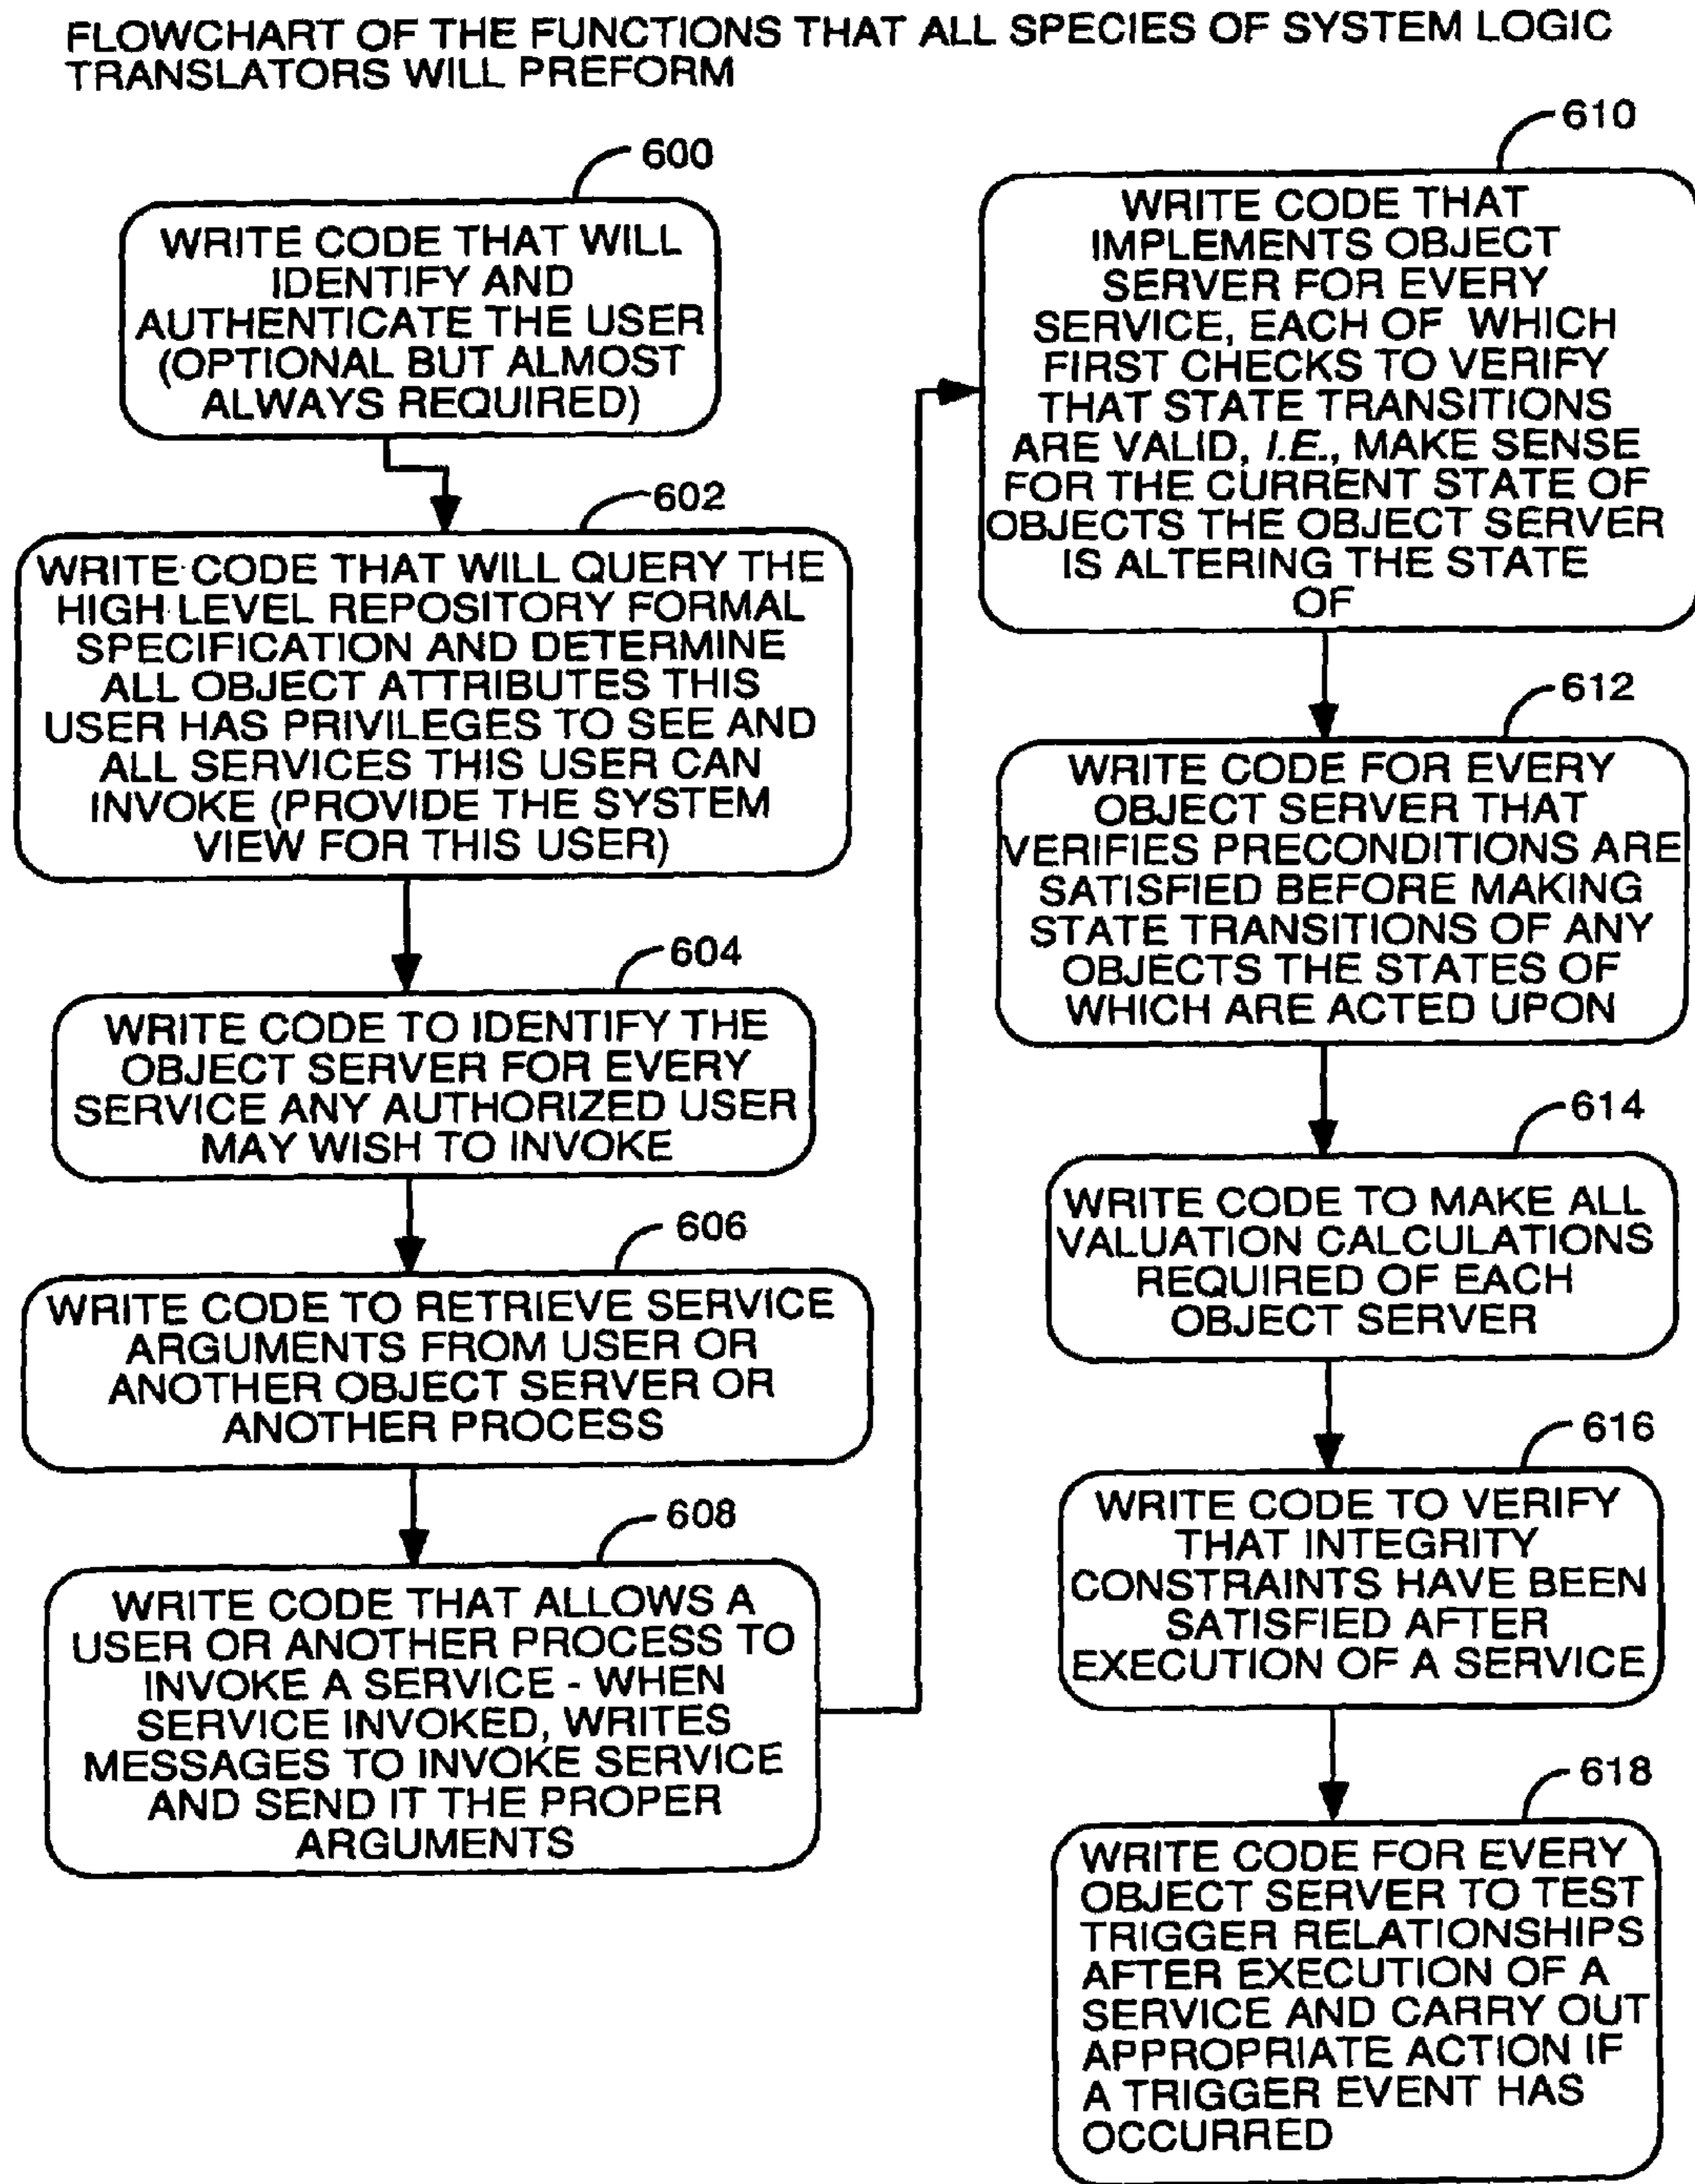 FLOWCHART OF THE FUNCTIONS THAT ALL SPECIES OF SYSTEM LOGIC
TRANSLATORS WILL PREFORM
600
WRITE CODE THAT WILL
IDENTIFY AND
AUTHENTICATE THE USER
(OPTIONAL BUT ALMOST
ALWAYS REQUIRED)
602
WRITE CODE THAT WILL QUERY THE
HIGH LEVEL REPOSITORY FORMAL
SPECIFICATION AND DETERMINE
ALL OBJECT ATTRIBUTES THIS
USER HAS PRIVILEGES TO SEE AND
ALL SERVICES THIS USER CAN
INVOKE (PROVIDE THE SYSTEM
VIEW FOR THIS USER)
604
WRITE CODE TO IDENTIFY THE
OBJECT SERVER FOR EVERY
SERVICE ANY AUTHORIZED USER
MAY WISH TO INVOKE
606
WRITE CODE TO RETRIEVE SERVICE
ARGUMENTS FROM USER OR
ANOTHER OBJECT SERVER OR
ANOTHER PROCESS
608
WRITE CODE THAT ALLOWS A
USER OR ANOTHER PROCESS TO
INVOKE A SERVICE - WHEN
SERVICE INVOKED, WRITES
MESSAGES TO INVOKE SERVICE
AND SEND IT THE PROPER
ARGUMENTS
610
WRITE CODE THAT
IMPLEMENTS OBJECT
SERVER FOR EVERY
SERVICE, EACH OF WHICH
FIRST CHECKS TO VERIFY
THAT STATE TRANSITIONS
ARE VALID, I.E., MAKE SENSE
FOR THE CURRENT STATE OF
OBJECTS THE OBJECT SERVER
IS ALTERING THE STATE
OF
612
WRITE CODE FOR EVERY
OBJECT SERVER THAT
VERIFIES PRECONDITIONS ARE
SATISFIED BEFORE MAKING
STATE TRANSITIONS OF ANY
OBJECTS THE STATES OF
WHICH ARE ACTED UPON
614
WRITE CODE TO MAKE ALL
VALUATION CALCULATIONS
REQUIRED OF EACH
OBJECT SERVER
616
WRITE CODE TO VERIFY
THAT INTEGRITY
CONSTRAINTS HAVE BEEN
SATISFIED AFTER
EXECUTION OF A SERVICE
618
WRITE CODE FOR EVERY
OBJECT SERVER TO TEST
TRIGGER RELATIONSHIPS
AFTER EXECUTION OF A
SERVICE AND CARRY OUT
APPROPRIATE ACTION IF
A TRIGGER EVENT HAS
OCCURRED